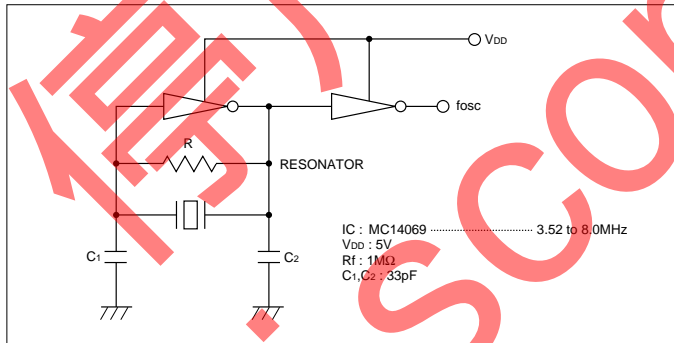 VDD
fosc
R
RESONATOR
C1
C2
IC : MC14069 ························ 3.52 to 8.0MHz
VDD : 5V
Rf : 1MΩ
C1,C2 : 33pF
.scor